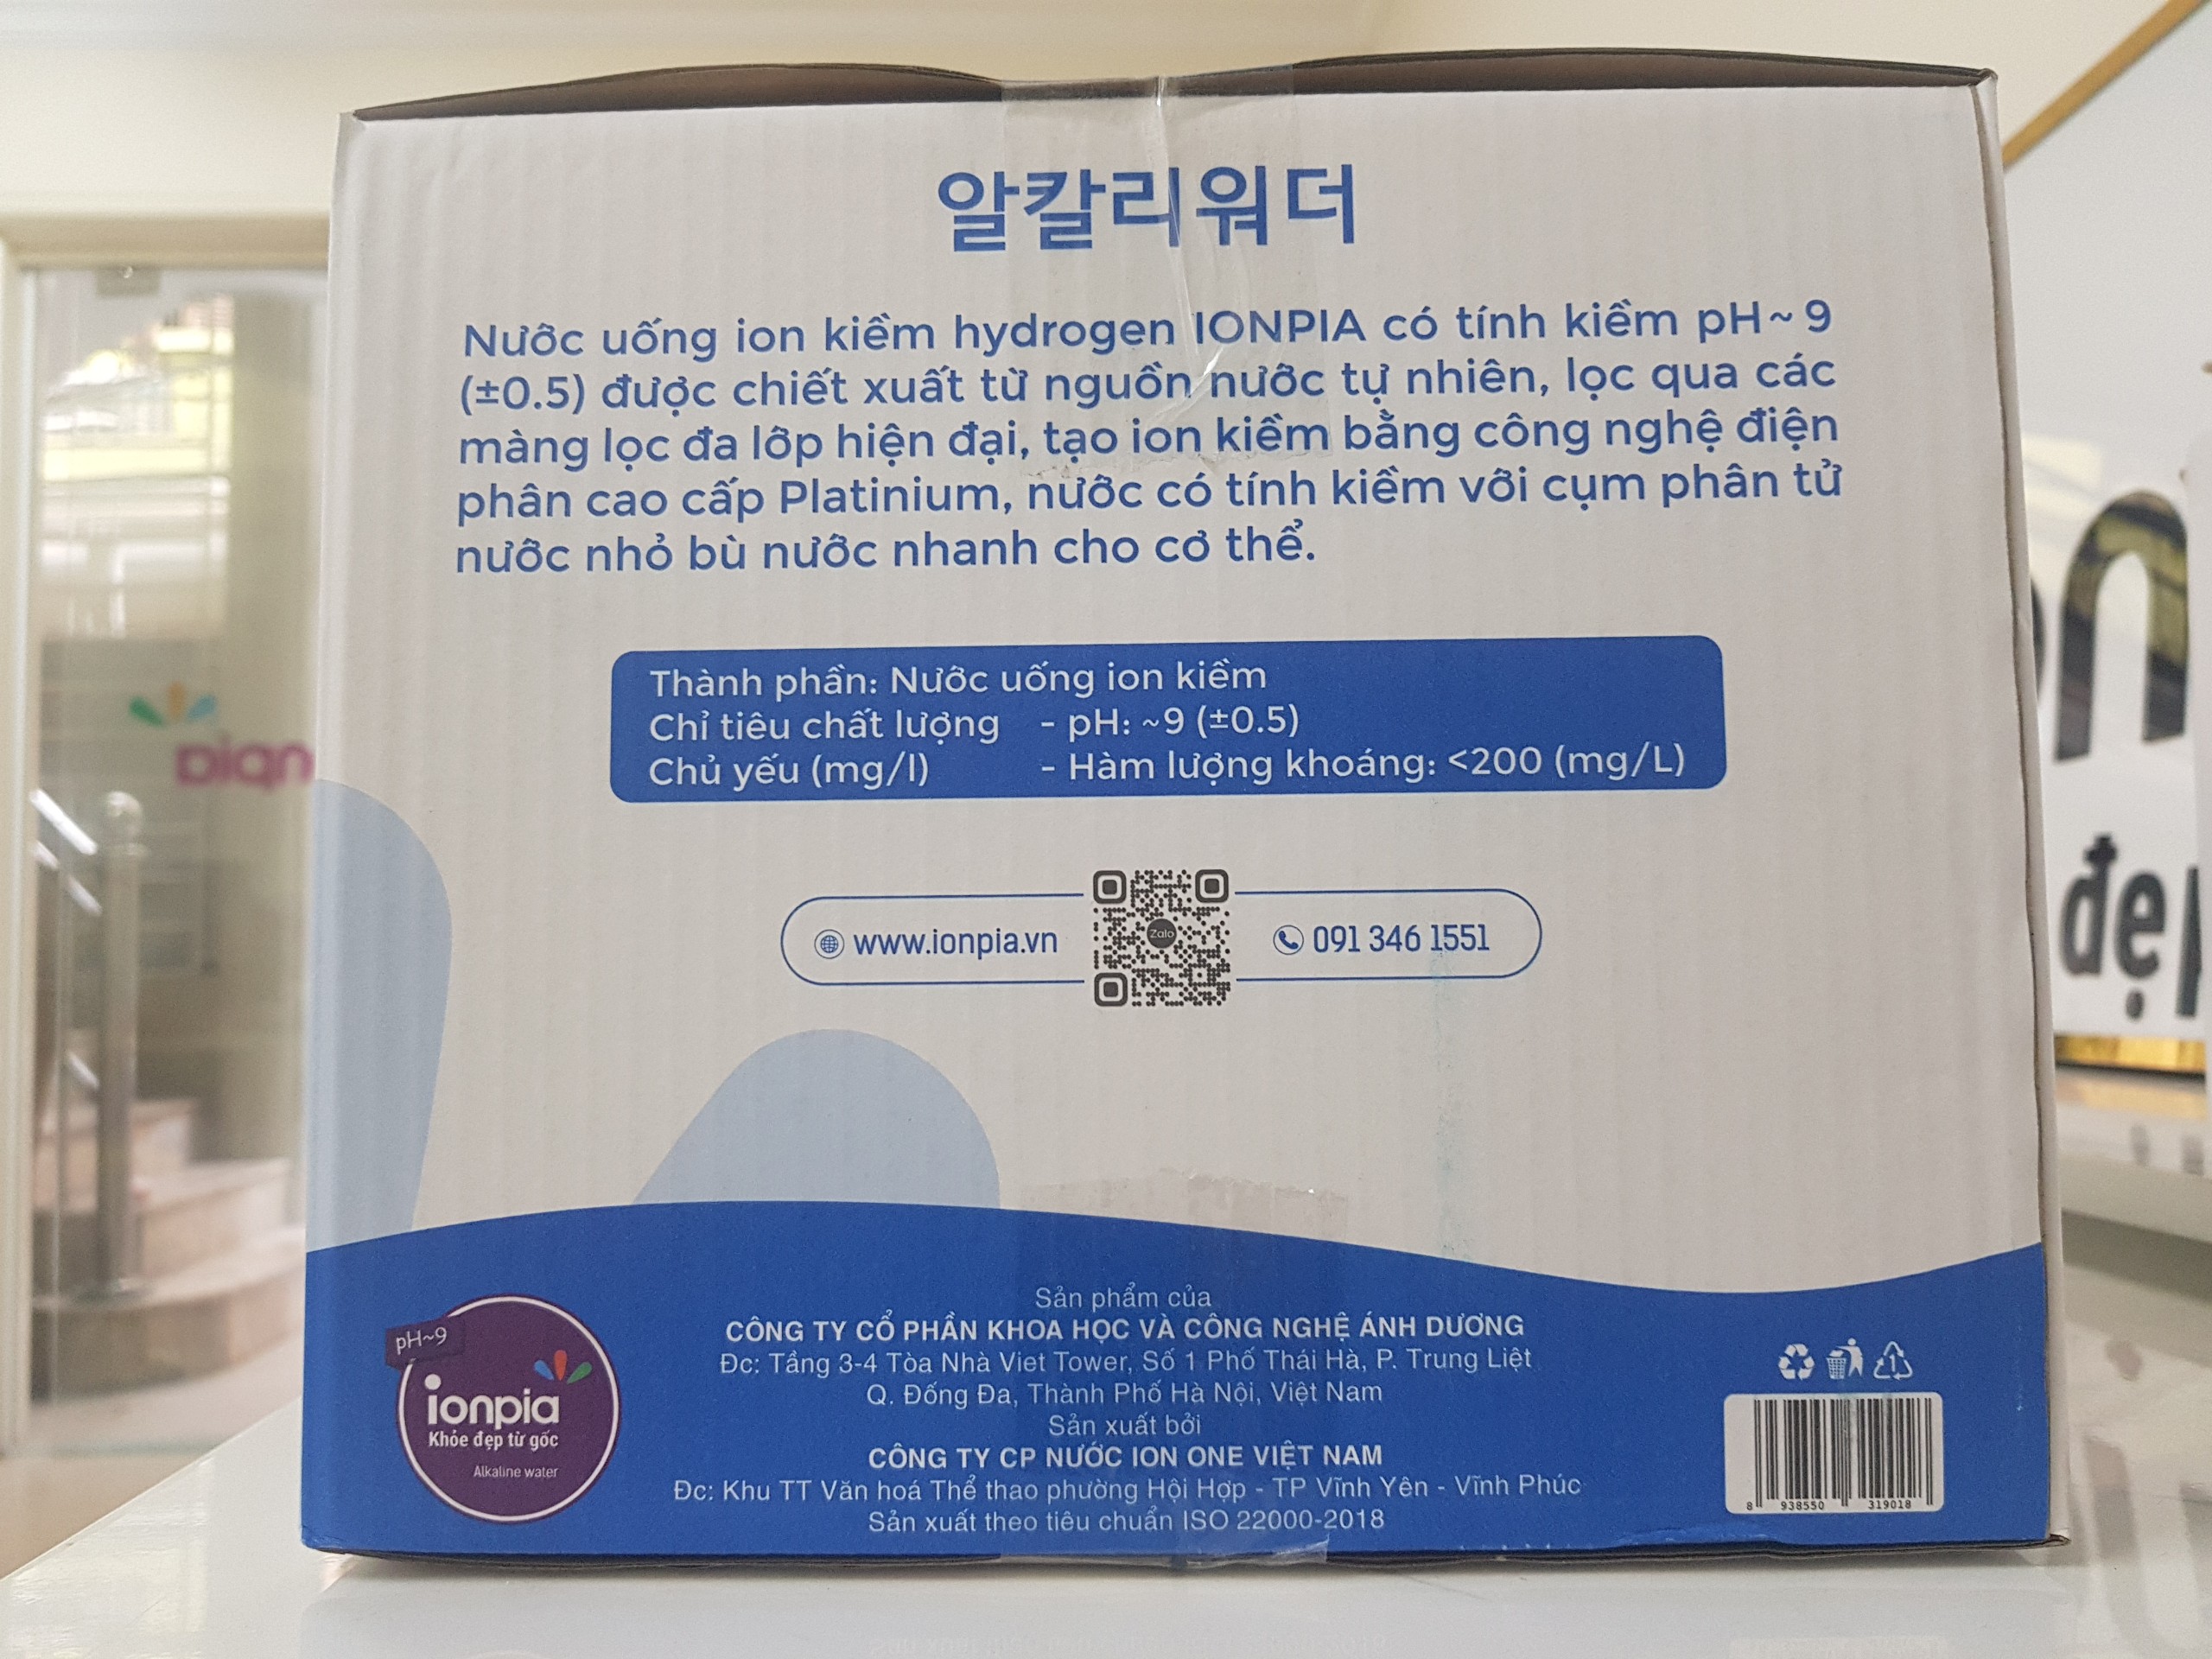 알칼리워더
Nước uống ion kiềm hydrogen IONPIA có tính kiềm pH~9
(±0.5) được chiết xuất từ nguồn nước tự nhiên, lọc qua các
màng lọc đa lớp hiện đại, tạo ion kiềm bằng công nghệ điện
phân cao cấp Platinium, nước có tính kiềm với cụm phân tử
nước nhỏ bù nước nhanh cho cơ thể.
Thành phần: Nước uống ion kiềm
Chỉ tiêu chất lượng - pH: ~9 (±0.5)
Chủ yếu (mg/l) - Hàm lượng khoáng: <200 (mg/L)
www.ionpia.vn
Zalo
091 346 1551
Sản phẩm của
CÔNG TY CỔ PHẦN KHOA HỌC VÀ CÔNG NGHỆ ÁNH DƯƠNG
Đc: Tầng 3-4 Tòa Nhà Viet Tower, Số 1 Phố Thái Hà, P. Trung Liệt
Q. Đống Đa, Thành Phố Hà Nội, Việt Nam
Sản xuất bởi
CÔNG TY CP NƯỚC ION ONE VIỆT NAM
Đc: Khu TT Văn hoá Thể thao phường Hội Hợp - TP Vĩnh Yên - Vĩnh Phúc
Sản xuất theo tiêu chuẩn ISO 22000-2018
pH~9
ionpia
Khỏe đẹp từ gốc
Alkaline water
1
8 938550 319018
n
đẹp